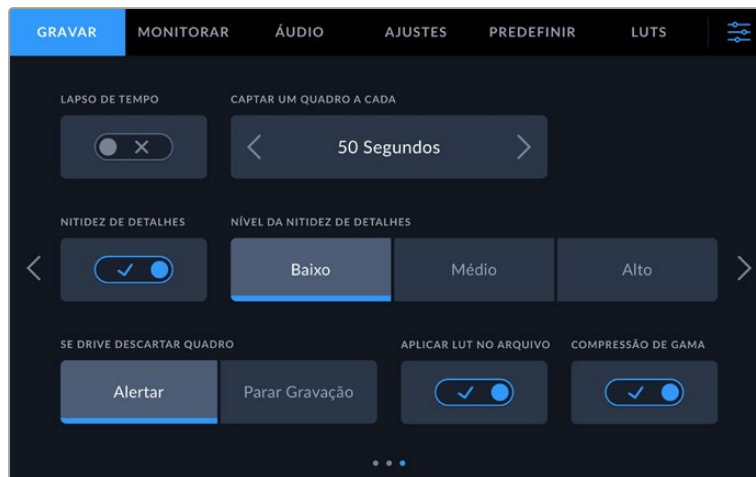 GRAVAR MONITORAR ÁUDIO AJUSTES PREDEFINIR LUTS
LAPSO DE TEMPO CAPTAR UM QUADRO A CADA
50 Segundos
NITIDEZ DE DETALHES NÍVEL DA NITIDEZ DE DETALHES
Baixo Médio Alto
SE DRIVE DESCARTAR QUADRO APLICAR LUT NO ARQUIVO COMPRESSÃO DE GAMA
Alertar Parar Gravação